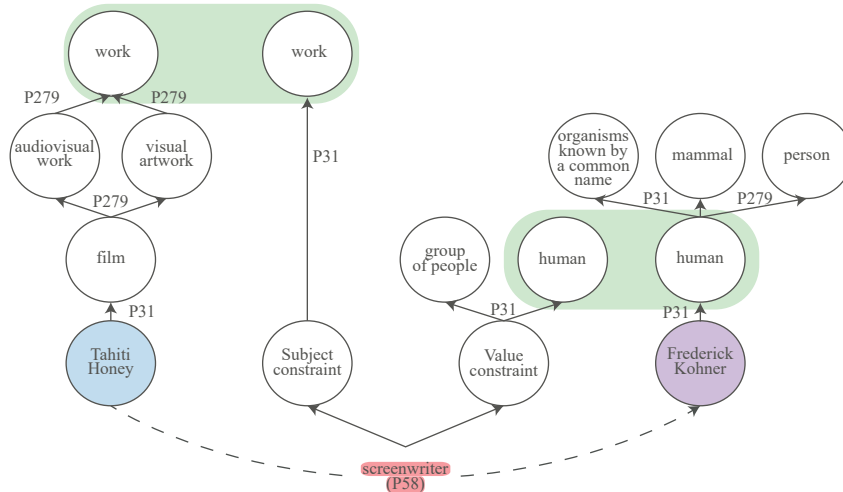 work
work
P279
P279
audiovisual
work
visual
artwork
P31
organisms
known by
a common
name
mammal
person
P279
P31
P279
film
group
of people
human
human
P31
P31
P31
Tahiti
Honey
Subject
constraint
Value
constraint
Frederick
Kohner
screenwriter
(P58)